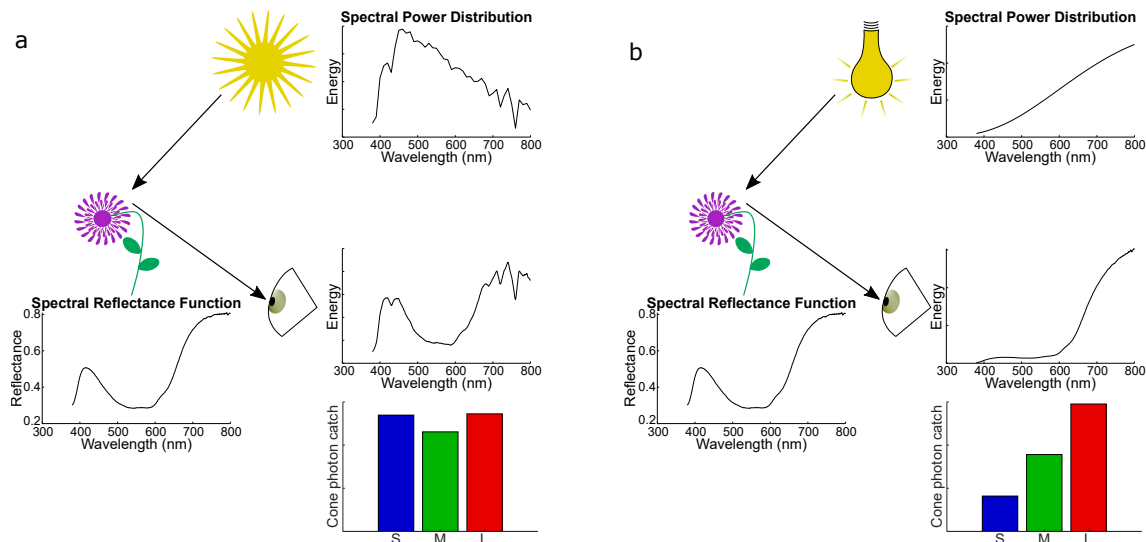 a
Spectral Power Distribution
Energy
300 400 500 600 700 800
Wavelength (nm)
Spectral Reflectance Function
Reflectance
0.8
0.6
0.4
0.2
300 400 500 600 700 800
Wavelength (nm)
Energy
300 400 500 600 700 800
Wavelength (nm)
Cone photon catch
S M L
b
Spectral Power Distribution
Energy
300 400 500 600 700 800
Wavelength (nm)
Spectral Reflectance Function
Reflectance
0.8
0.6
0.4
0.2
300 400 500 600 700 800
Wavelength (nm)
Energy
300 400 500 600 700 800
Wavelength (nm)
Cone photon catch
S M L